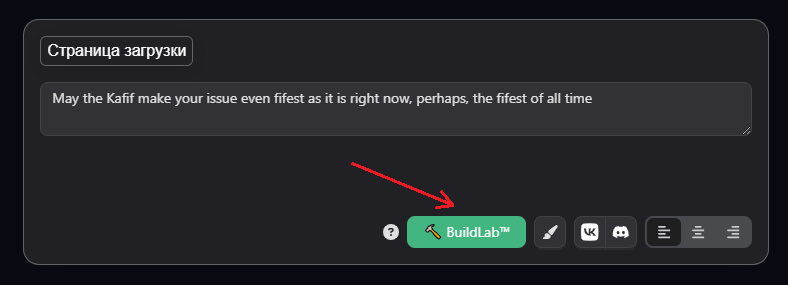 Страница загрузки
May the Kafif make your issue even fifest as it is right now, perhaps, the fifest of all time
? BuildLab™